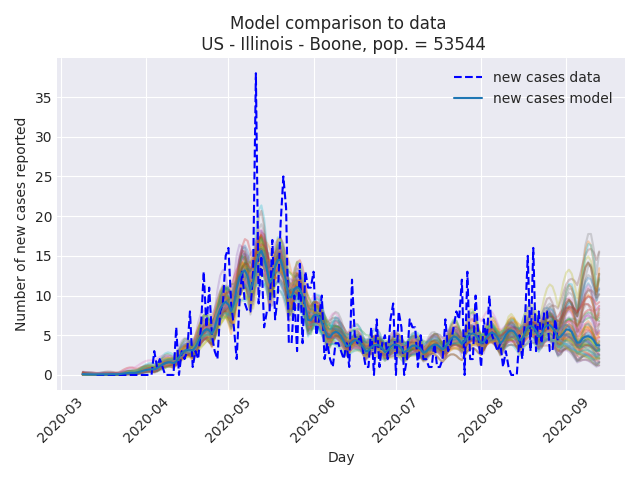 Model comparison to data
US - Illinois - Boone, pop. = 53544
new cases data
new cases model
Number of new cases reported
35
30
25
20
15
10
5
0
2020-03
2020-04
2020-05
2020-06
2020-07
2020-08
2020-09
Day